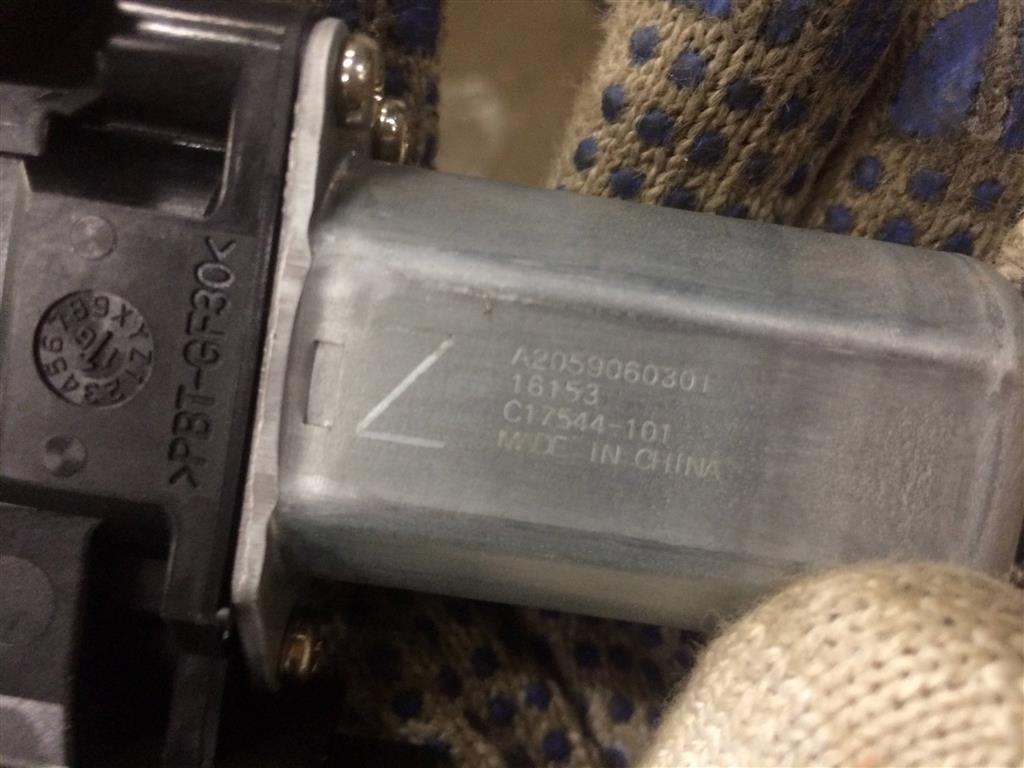 A2059060301
16153
C17544-101
MADE IN CHINA
>PBT-GF30<